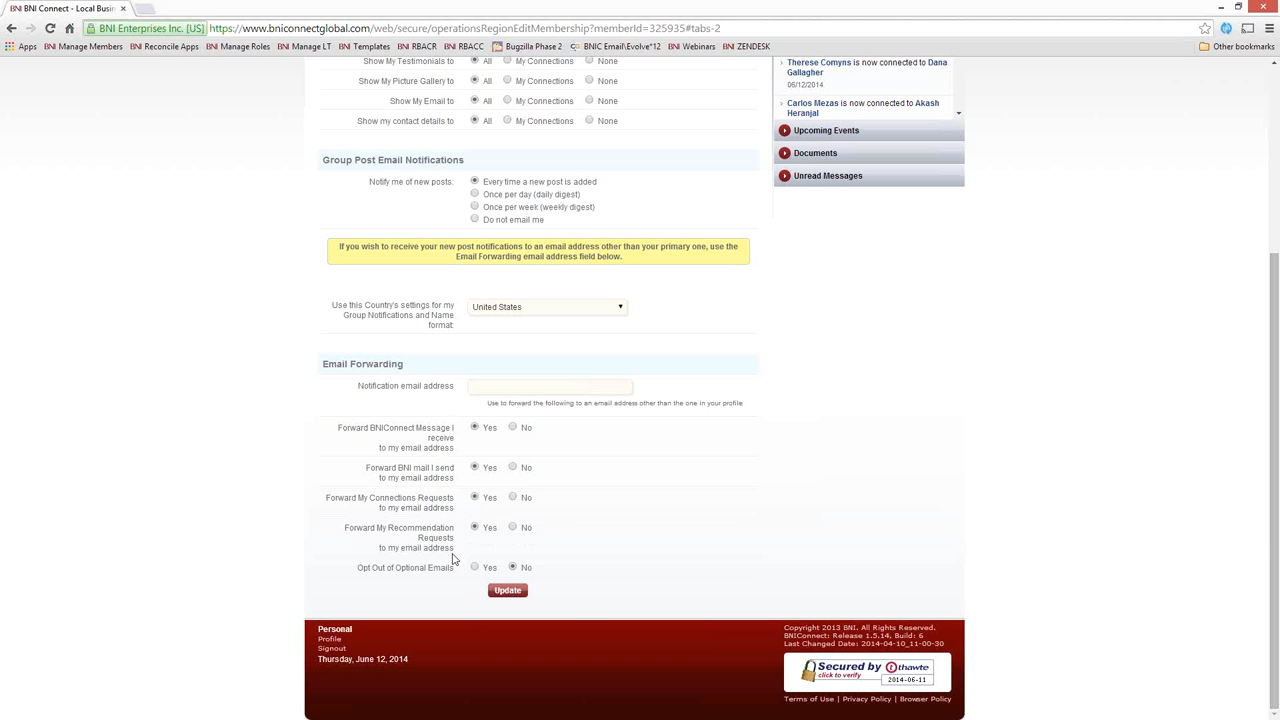 BNI BNI Connect - Local Busin
BNI Enterprises Inc. [US] https://www.bniconnectglobal.com/web/secure/operationsRegionEditMembership?memberId=325935#tabs-2
Apps Manage Members Reconcile Apps Manage Roles Manage LT Templates RBACR RBACC Bugzilla Phase 2 BNIC Email\Evolve*12 Webinars ZENDESK Other bookmarks
Show My Testimonials to All My Connections None
Show My Picture Gallery to All My Connections None
Show My Email to All My Connections None
Show my contact details to All My Connections None
Group Post Email Notifications
Notify me of new posts: Every time a new post is added
Once per day (daily digest)
Once per week (weekly digest)
Do not email me
If you wish to receive your new post notifications to an email address other than your primary one, use the
Email Forwarding email address field below.
Use this Country's settings for my
Group Notifications and Name
format:
United States
Email Forwarding
Notification email address
Use to forward the following to an email address other than the one in your profile
Forward BNIConnect Message I
receive
to my email address
Yes No
Forward BNI mail I send
to my email address
Yes No
Forward My Connections Requests
to my email address
Yes No
Forward My Recommendation
Requests
to my email address
Yes No
Opt Out of Optional Emails Yes No
Update
Therese Comyns is now connected to Dana
Gallagher
06/12/2014
Carlos Mezas is now connected to Akash
Heranjal
Upcoming Events
Documents
Unread Messages
Personal
Profile
Signout
Thursday, June 12, 2014
Copyright 2013 BNI. All Rights Reserved.
BNIConnect: Release 1.5.14, Build: 6
Last Changed Date: 2014-04-10_11-00-30
Secured by thawte
click to verify
2014-06-11
Terms of Use | Privacy Policy | Browser Policy